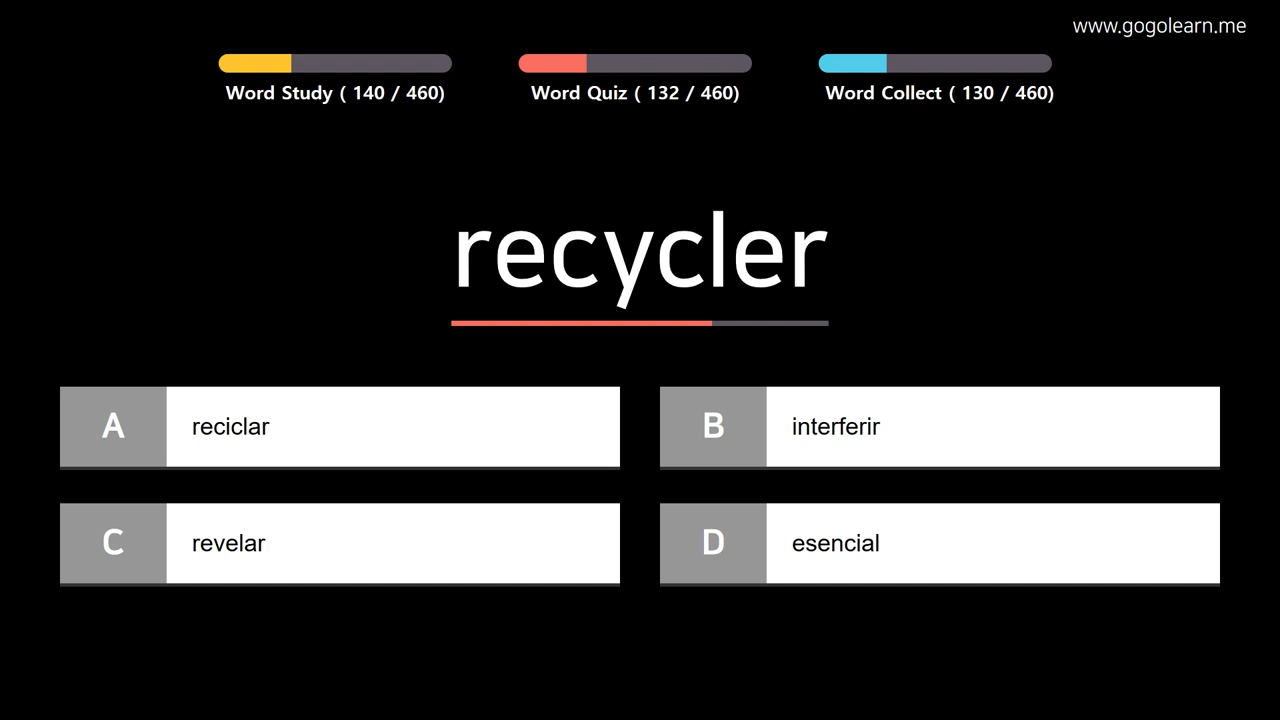 www.gogolearn.me
Word Study ( 140 / 460)
Word Quiz ( 132 / 460)
Word Collect ( 130 / 460)
recycler
A reciclar
B interferir
C revelar
D esencial